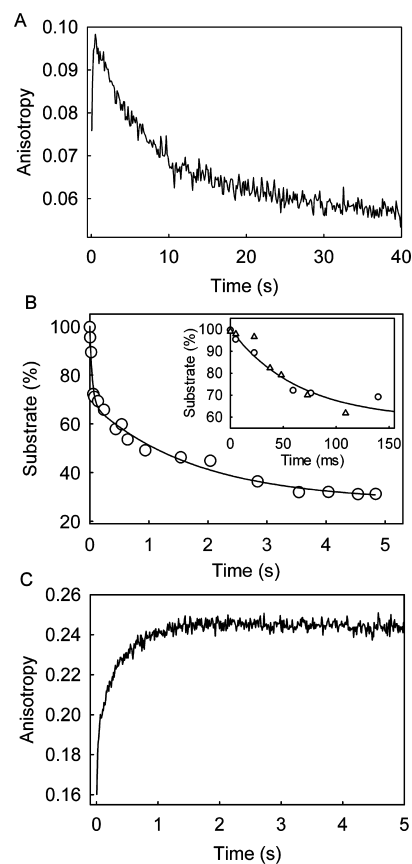 A
0.10
0.09
0.08
0.07
0.06
Anisotropy
0 10 20 30 40
Time (s)
B
100
80
60
40
20
Substrate (%)
0 1 2 3 4 5
Time (s)
100
90
80
70
60
Substrate (%)
0 50 100 150
Time (ms)
C
0.26
0.24
0.22
0.20
0.18
0.16
Anisotropy
0 1 2 3 4 5
Time (s)